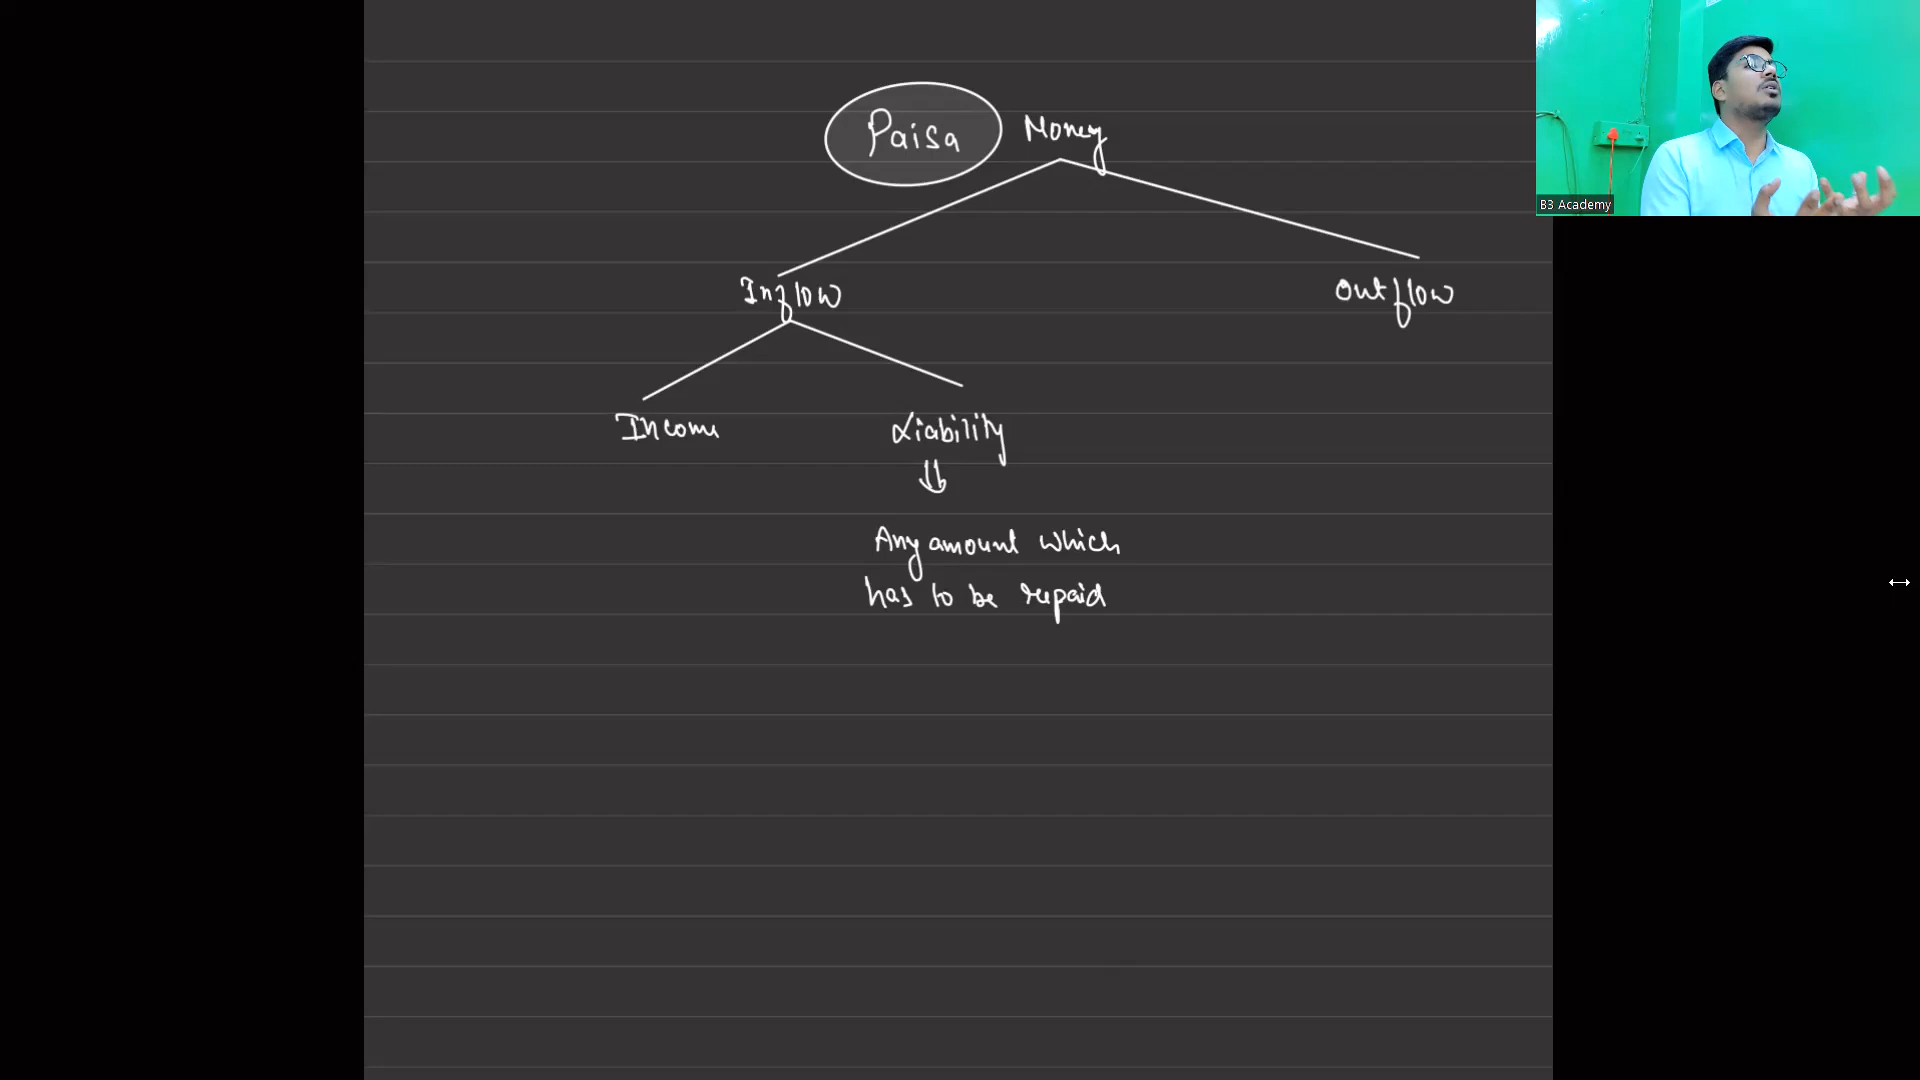 Paisa Money
B3 Academy
Inflow Outflow
Income Liability
Any amount which
has to be repaid